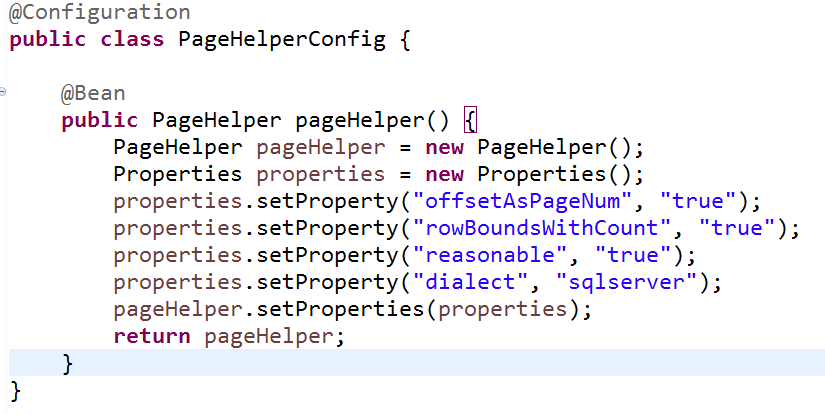 @Configuration
public class PageHelperConfig {
@Bean
public PageHelper pageHelper() {
PageHelper pageHelper = new PageHelper();
Properties properties = new Properties();
properties.setProperty("offsetAsPageNum", "true");
properties.setProperty("rowBoundsWithCount", "true");
properties.setProperty("reasonable", "true");
properties.setProperty("dialect", "sqlserver");
pageHelper.setProperties(properties);
return pageHelper;
}
}